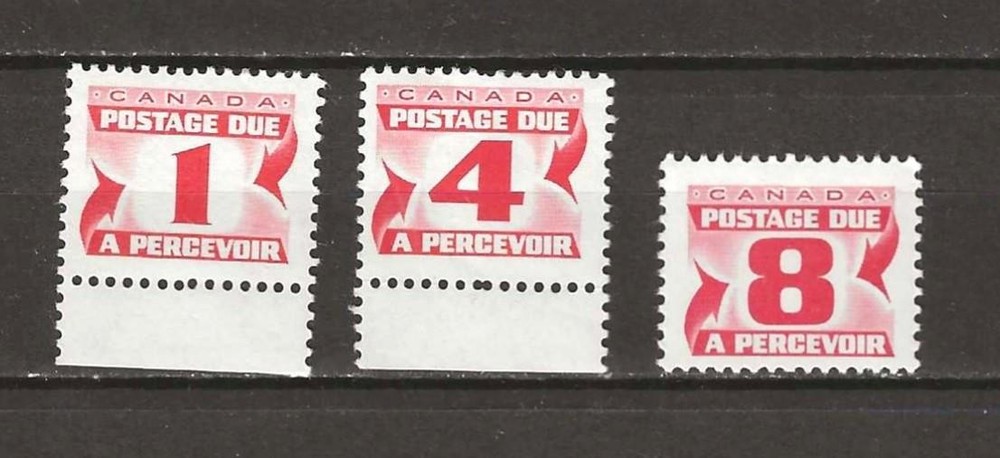 ·CANADA·
POSTAGE DUE
1
A PERCEVOIR
·CANADA·
POSTAGE DUE
4
A PERCEVOIR
·CANADA·
POSTAGE DUE
8
A PERCEVOIR